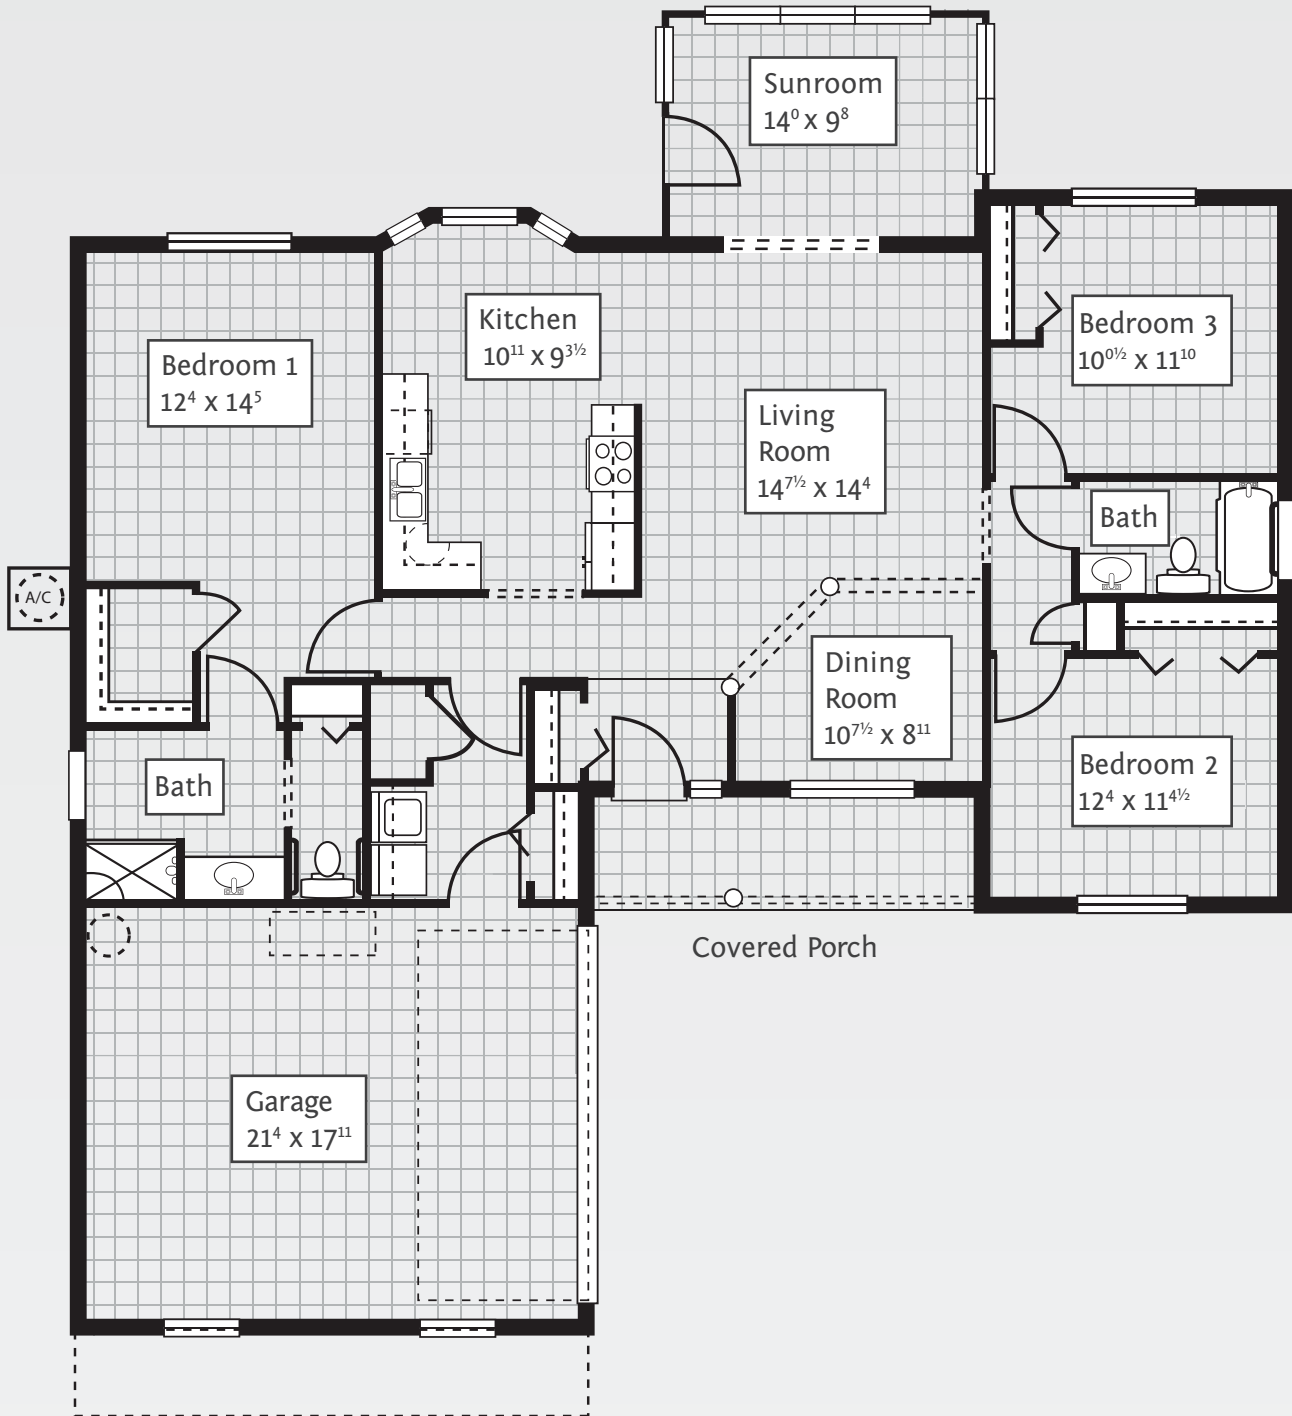 Sunroom
14⁰ x 9⁸
Kitchen
10¹¹ x 9³½
Bedroom 1
12⁴ x 14⁵
Living
Room
14⁷½ x 14⁴
Bedroom 3
10⁰½ x 11¹⁰
Bath
A/C
Dining
Room
10⁷½ x 8¹¹
Bedroom 2
12⁴ x 11⁴½
Bath
Covered Porch
Garage
21⁴ x 17¹¹